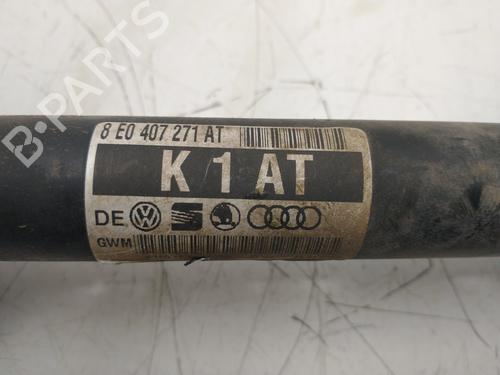 B-PARTS
8 E0 407 271 AT
K 1 AT
DE
GWM